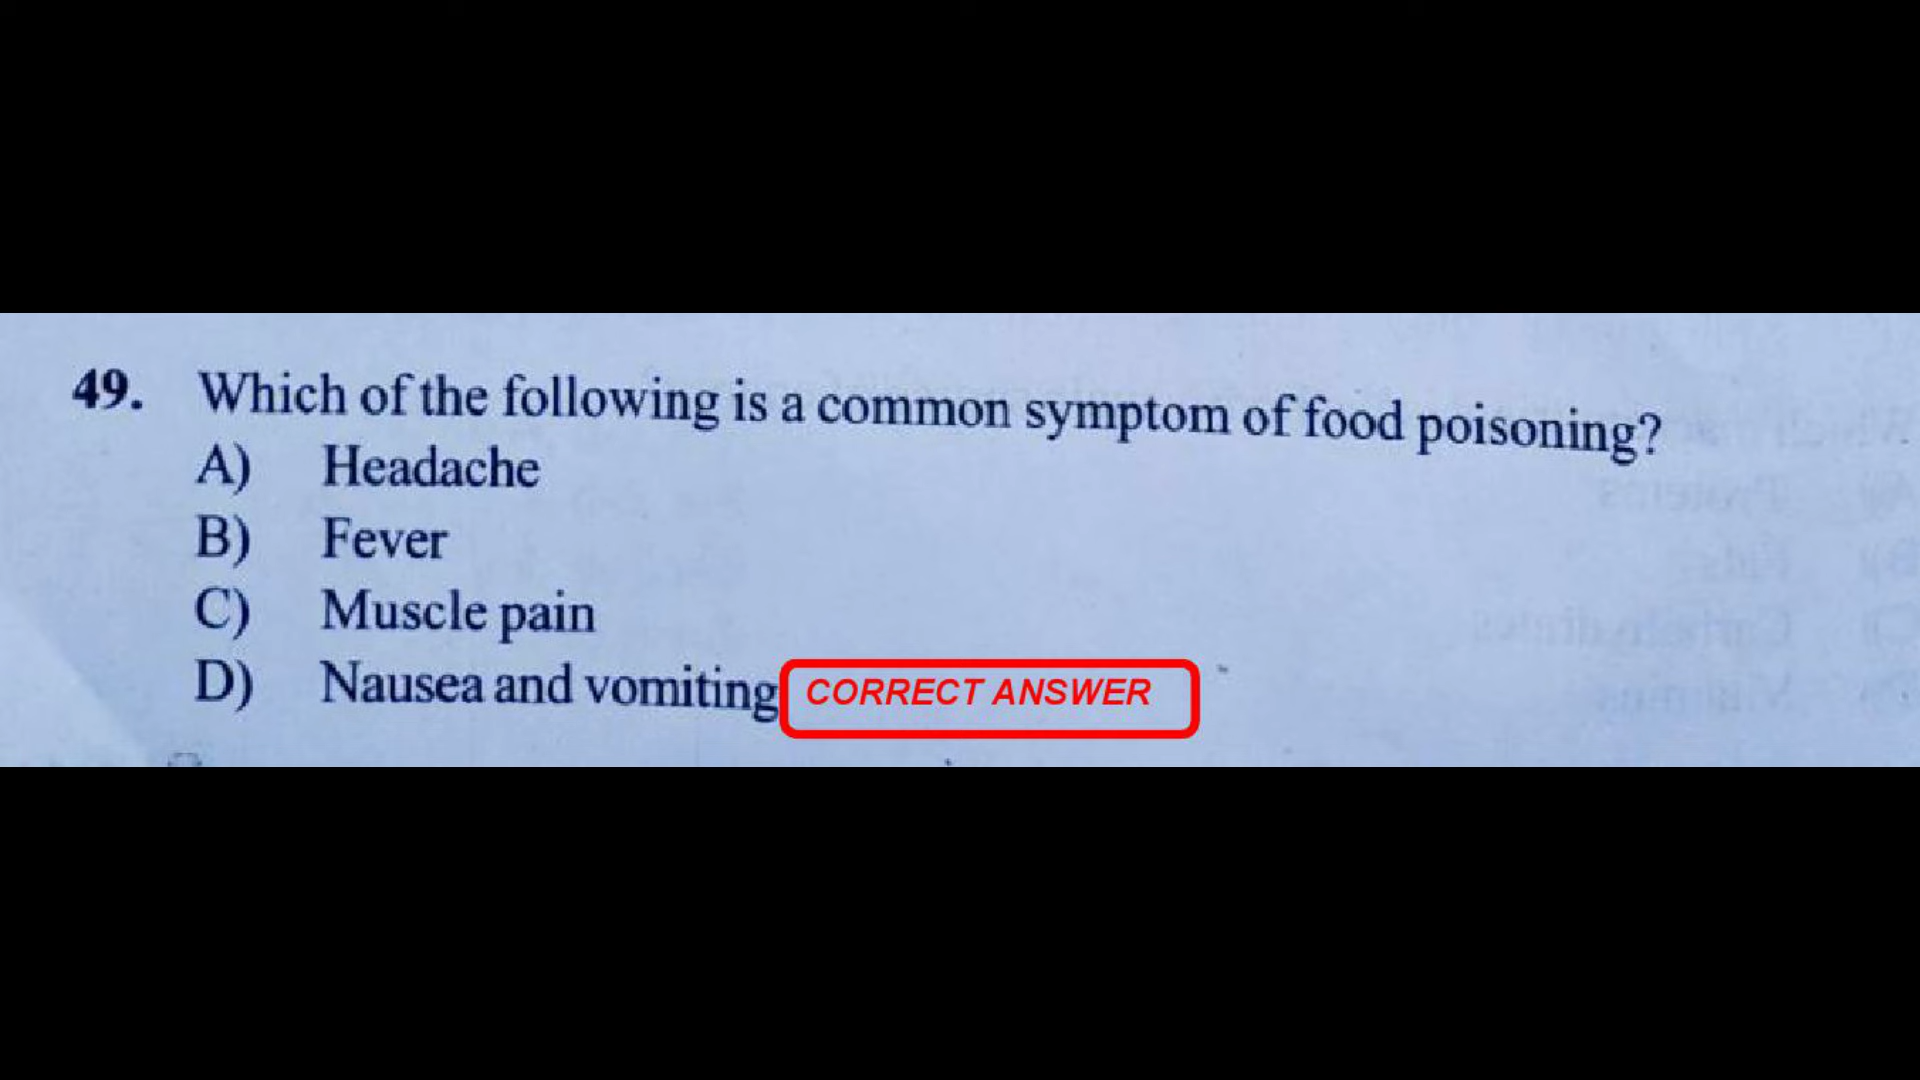 49. Which of the following is a common symptom of food poisoning?
A) Headache
B) Fever
C) Muscle pain
D) Nausea and vomiting CORRECT ANSWER